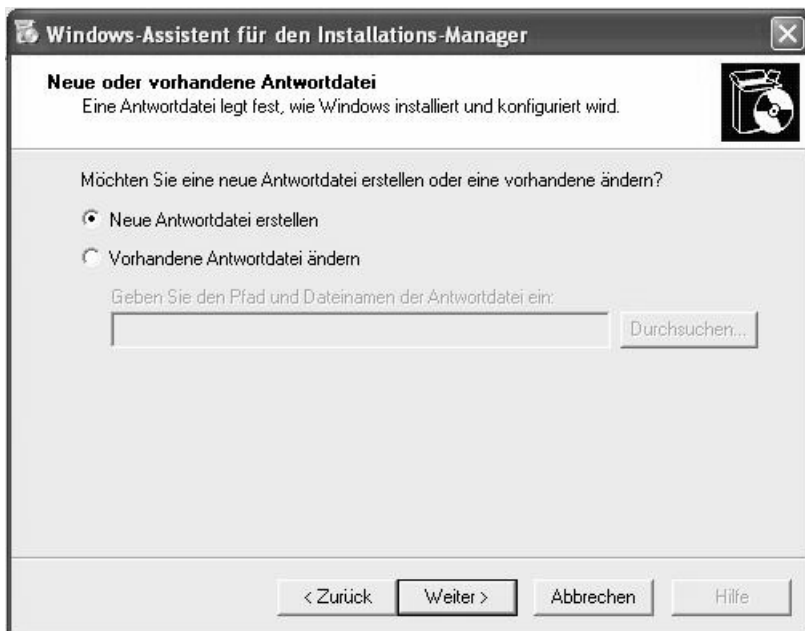 Windows-Assistent für den Installations-Manager
Neue oder vorhandene Antwortdatei
Eine Antwortdatei legt fest, wie Windows installiert und konfiguriert wird.
Möchten Sie eine neue Antwortdatei erstellen oder eine vorhandene ändern?
Neue Antwortdatei erstellen
Vorhandene Antwortdatei ändern
Geben Sie den Pfad und Dateinamen der Antwortdatei ein:
Durchsuchen...
< Zurück Weiter > Abbrechen Hilfe